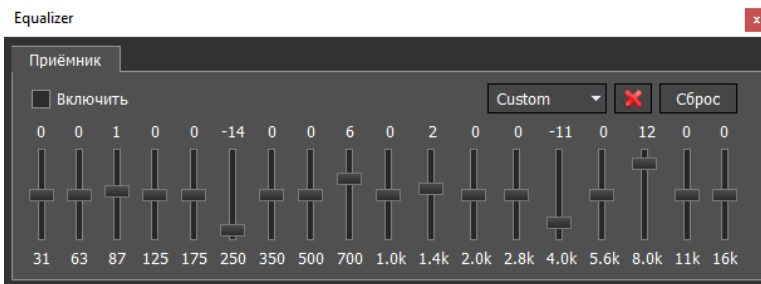 Equalizer
x
Приёмник
Включить Custom Сброс
0 0 1 0 0 -14 0 0 6 0 2 0 0 -11 0 12 0 0
31 63 87 125 175 250 350 500 700 1.0k 1.4k 2.0k 2.8k 4.0k 5.6k 8.0k 11k 16k